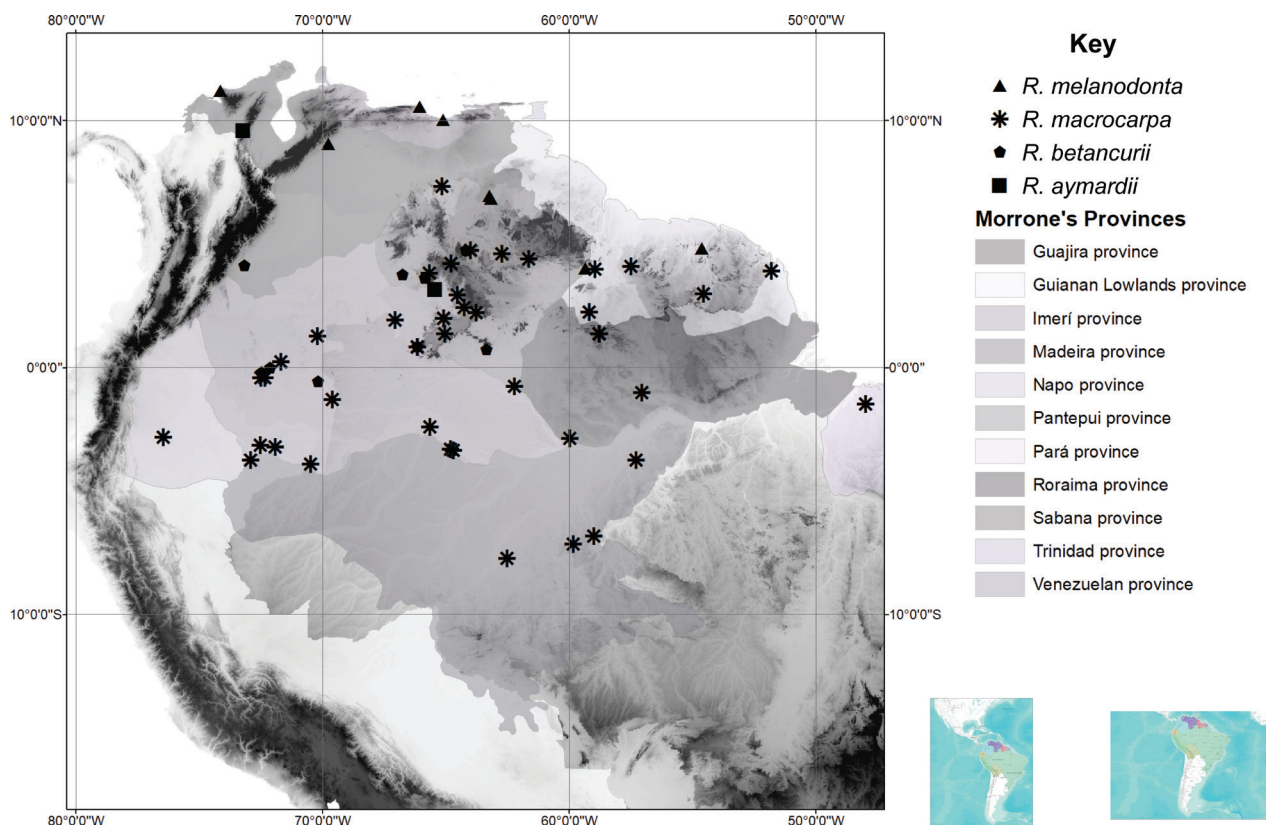 80°0'0"W 70°0'0"W 60°0'0"W 50°0'0"W
10°0'0"N 10°0'0"N
0°0'0" 0°0'0"
10°0'0"S 10°0'0"S
80°0'0"W 70°0'0"W 60°0'0"W 50°0'0"W
Key
R. melanodonta
R. macrocarpa
R. betancurii
R. aymardii
Morrone's Provinces
Guajira province
Guianan Lowlands province
Imerí province
Madeira province
Napo province
Pantepui province
Pará province
Roraima province
Sabana province
Trinidad province
Venezuelan province